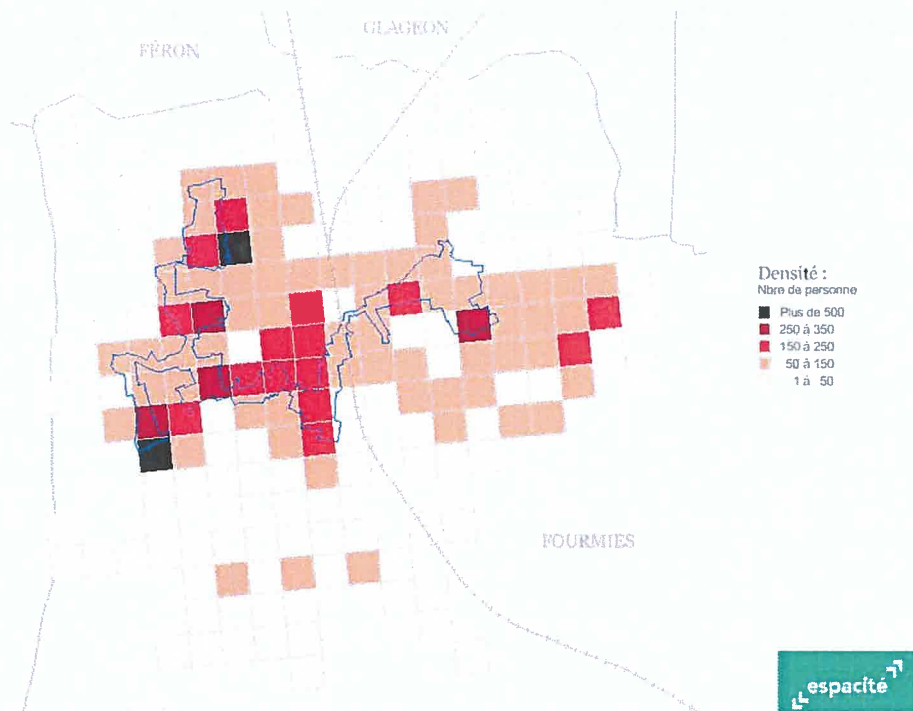 GLAGEON
FÉRON
Densité :
Nbre de personne
Plus de 500
250 à 350
150 à 250
50 à 150
1 à 50
FOURMIES
espacité